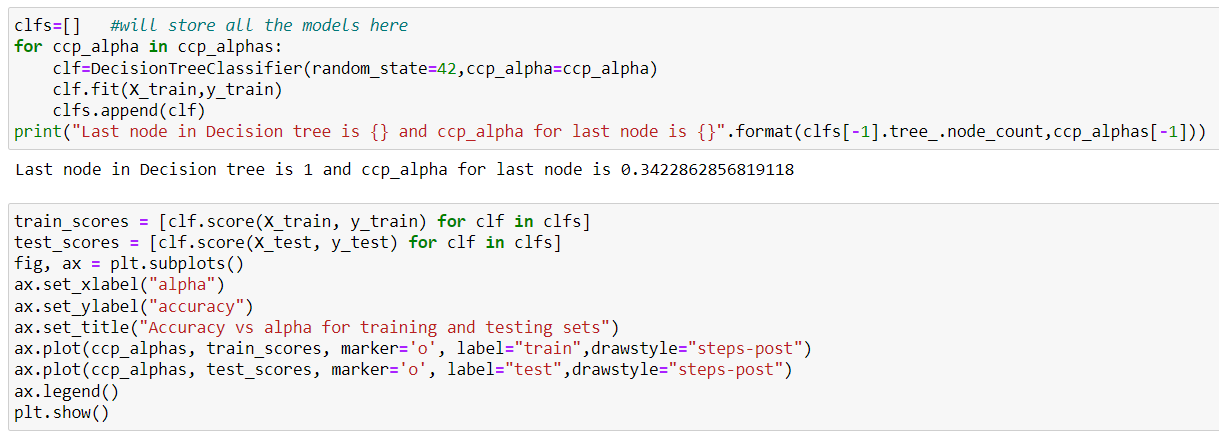 clfs=[]   #will store all the models here
for ccp_alpha in ccp_alphas:
    clf=DecisionTreeClassifier(random_state=42,ccp_alpha=ccp_alpha)
    clf.fit(X_train,y_train)
    clfs.append(clf)
print("Last node in Decision tree is {} and ccp_alpha for last node is {}".format(clfs[-1].tree_.node_count,ccp_alphas[-1]))
Last node in Decision tree is 1 and ccp_alpha for last node is 0.3422862856819118
train_scores = [clf.score(X_train, y_train) for clf in clfs]
test_scores = [clf.score(X_test, y_test) for clf in clfs]
fig, ax = plt.subplots()
ax.set_xlabel("alpha")
ax.set_ylabel("accuracy")
ax.set_title("Accuracy vs alpha for training and testing sets")
ax.plot(ccp_alphas, train_scores, marker='o', label="train",drawstyle="steps-post")
ax.plot(ccp_alphas, test_scores, marker='o', label="test",drawstyle="steps-post")
ax.legend()
plt.show()